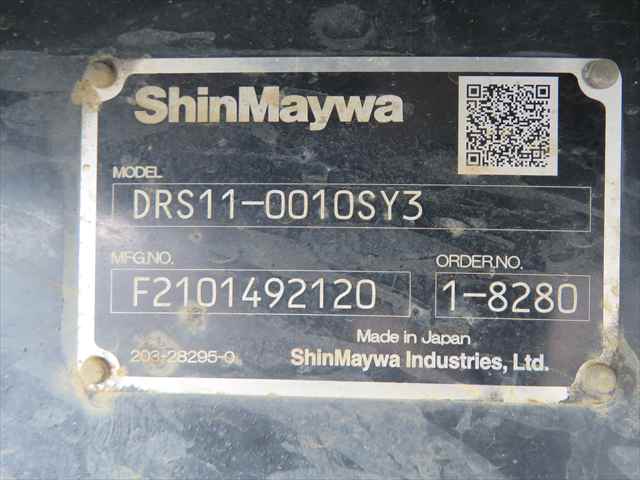 ShinMaywa
MODEL
DRS11-0010SY3
MFG.NO.
F2101492120
ORDER.NO.
1-8280
203-28295-0
Made in Japan
ShinMaywa Industries, Ltd.